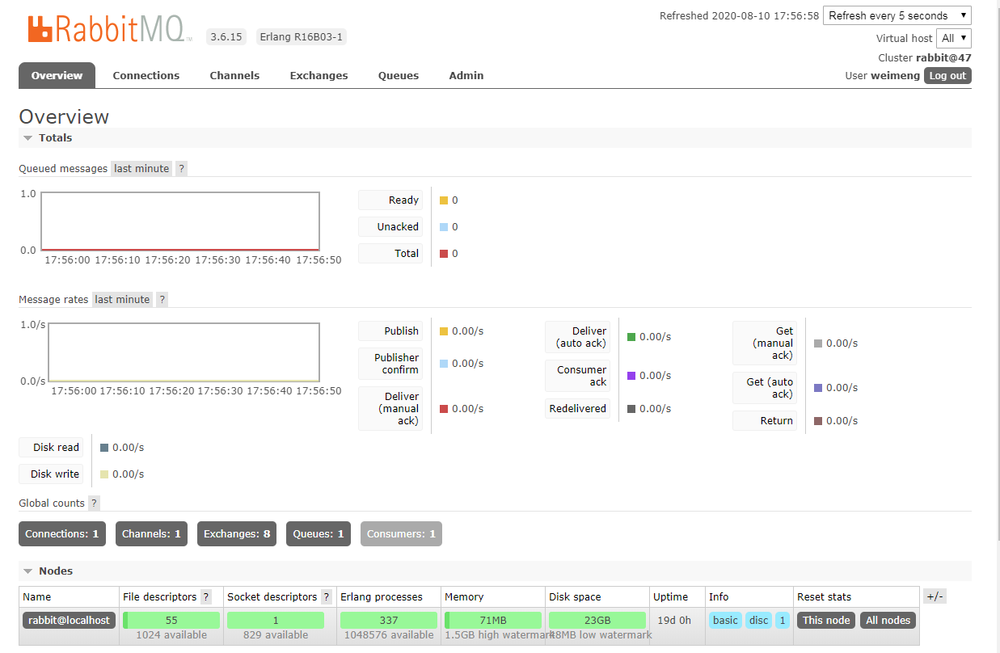 RabbitMQ TM 3.6.15 Erlang R16B03-1
Refreshed 2020-08-10 17:56:58 Refresh every 5 seconds
Virtual host All
Cluster rabbit@47
User weimeng Log out
Overview Connections Channels Exchanges Queues Admin
Overview
Totals
Queued messages last minute ?
1.0
0.0
17:56:00 17:56:10 17:56:20 17:56:30 17:56:40 17:56:50
Ready 0
Unacked 0
Total 0
Message rates last minute ?
1.0/s
0.0/s
17:56:00 17:56:10 17:56:20 17:56:30 17:56:40 17:56:50
Publish 0.00/s
Publisher
confirm 0.00/s
Deliver
(manual
ack) 0.00/s
Deliver
(auto ack) 0.00/s
Consumer
ack 0.00/s
Redelivered 0.00/s
Get
(manual
ack) 0.00/s
Get (auto
ack) 0.00/s
Return 0.00/s
Disk read 0.00/s
Disk write 0.00/s
Global counts ?
Connections: 1 Channels: 1 Exchanges: 8 Queues: 1 Consumers: 1
Nodes
Name File descriptors ? Socket descriptors ? Erlang processes Memory Disk space Uptime Info Reset stats +/-
rabbit@localhost 55 1 337 71MB 23GB 19d 0h basic disc 1 This node All nodes
1024 available 829 available 1048576 available 1.5GB high watermark 48MB low watermark